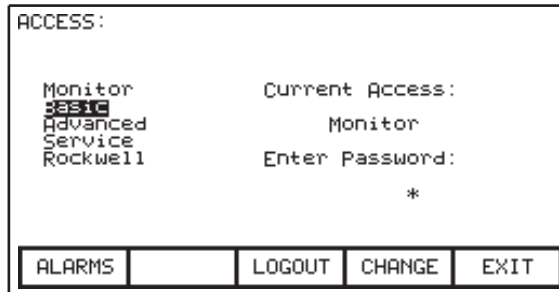 ACCESS:
Monitor
Basic
Advanced
Service
Rockwell
Current Access:
Monitor
Enter Password:
*
ALARMS LOGOUT CHANGE EXIT